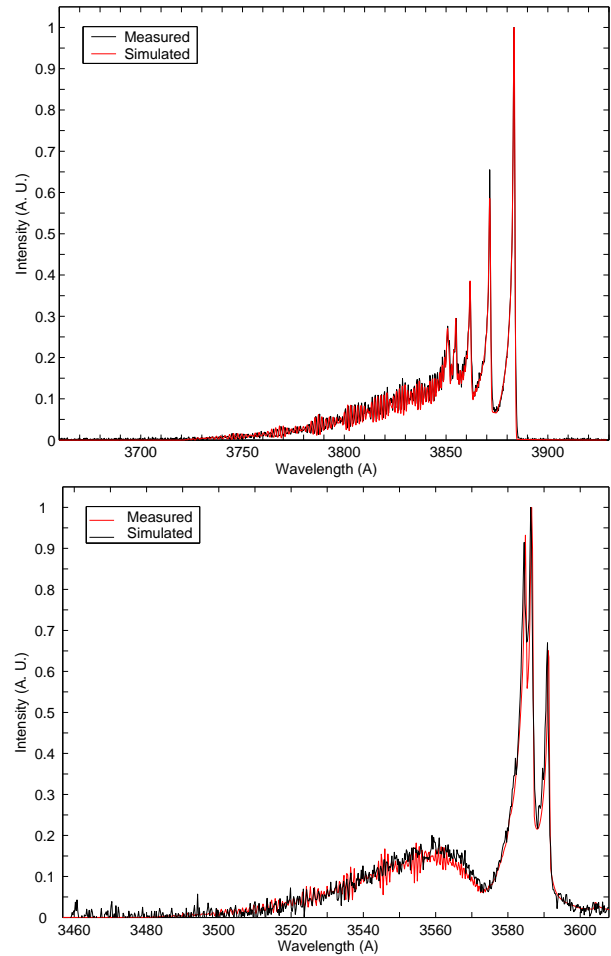 Measured
Simulated
1
0.9
0.8
0.7
0.6
0.5
0.4
0.3
0.2
0.1
0
Intensity (A. U.)
3700 3750 3800 3850 3900
Wavelength (A)
Measured
Simulated
1
0.9
0.8
0.7
0.6
0.5
0.4
0.3
0.2
0.1
0
Intensity (A. U.)
3460 3480 3500 3520 3540 3560 3580 3600
Wavelength (A)